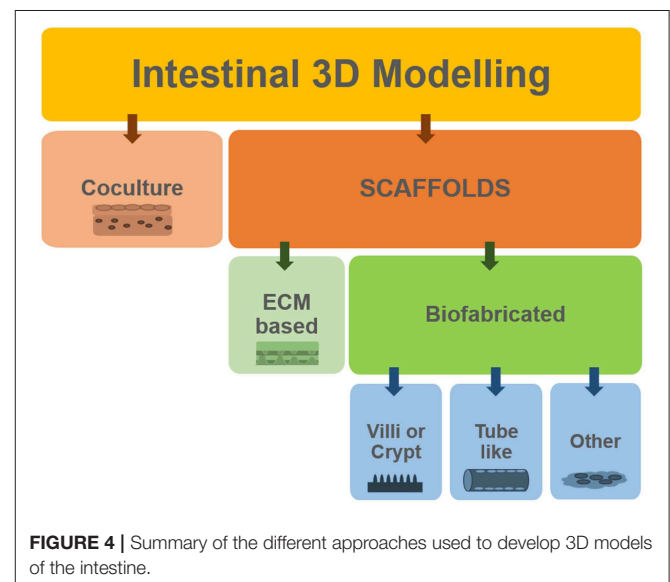 Intestinal 3D Modelling
Coculture
SCAFFOLDS
ECM
based
Biofabricated
Villi or
Crypt
Tube
like
Other
FIGURE 4 | Summary of the different approaches used to develop 3D models
of the intestine.